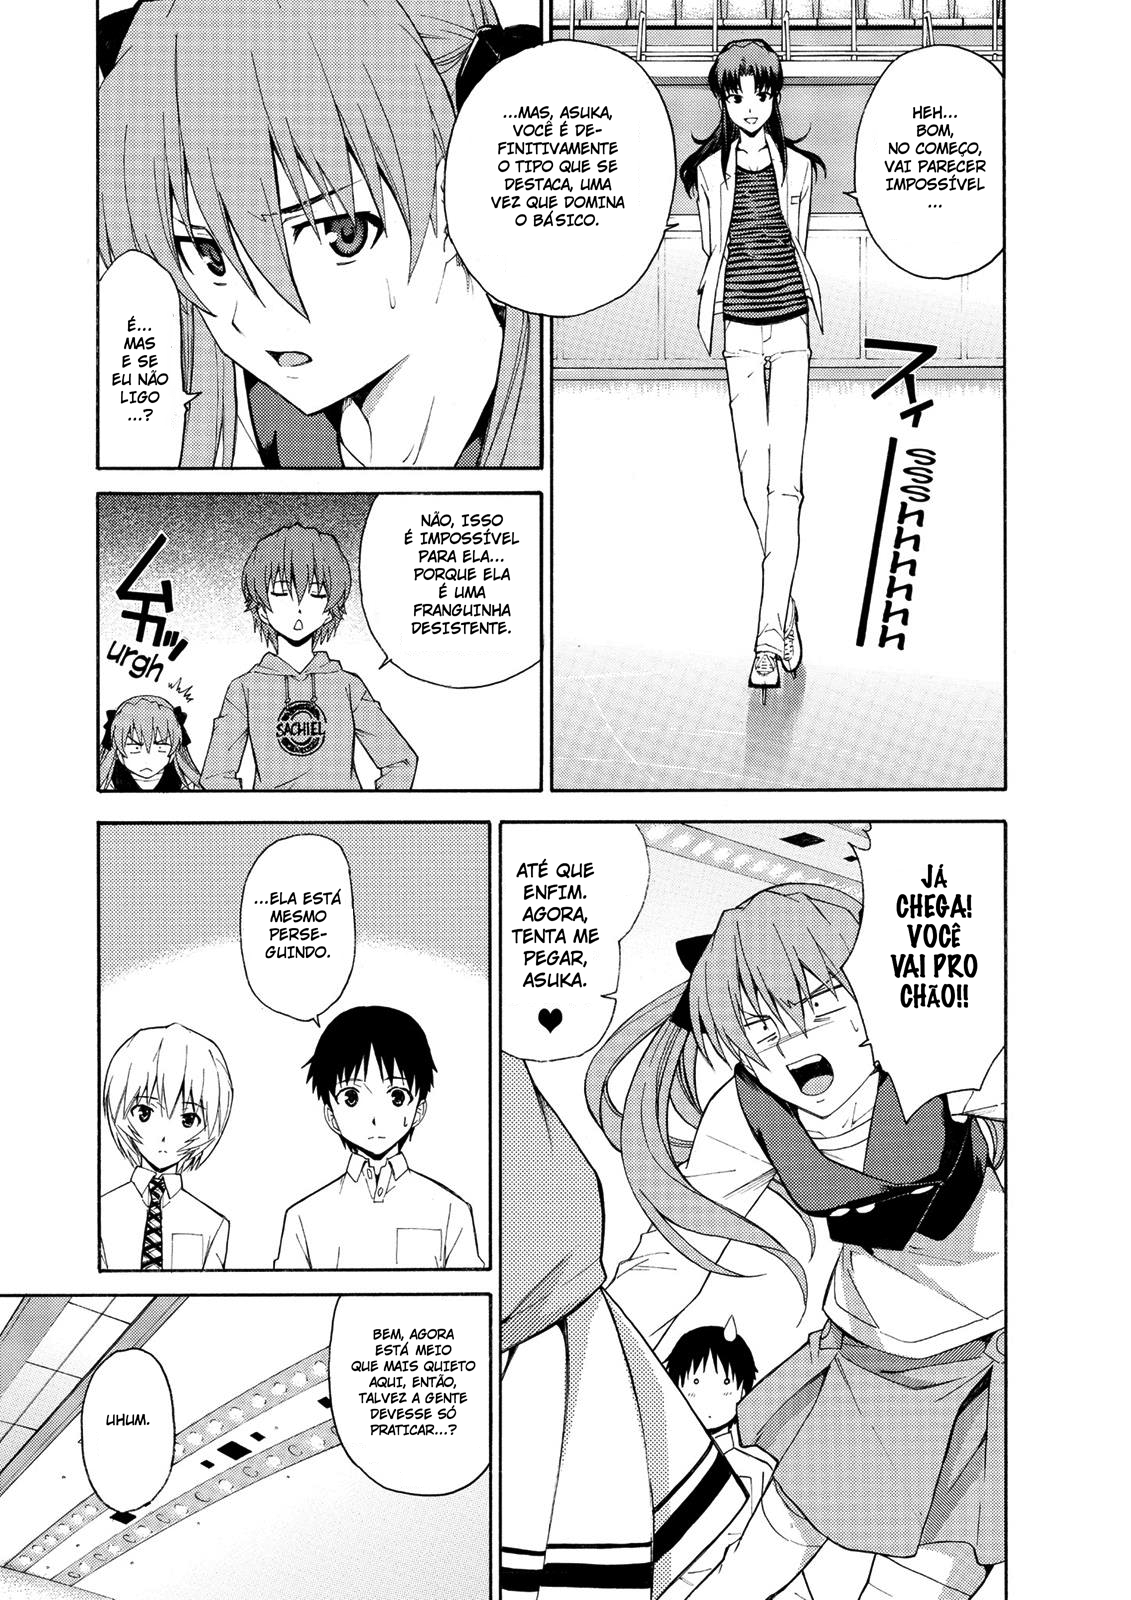 HEH...
BOM,
NO COMEÇO,
VAI PARECER
IMPOSSÍVEL
...
...MAS, ASUKA,
VOCÊ É DE-
FINITIVAMENTE
O TIPO QUE SE
DESTACA, UMA
VEZ QUE DOMINA
O BÁSICO.
スイ
SSShhhhhh
É...
MAS
E SE
EU NÃO
LIGO
...?
NÃO, ISSO
É IMPOSSÍVEL
PARA ELA...
PORQUE ELA
É UMA
FRANGUINHA
DESISTENTE.
SACHIEL
ムカッ
urgh
JÁ
CHEGA!
VOCÊ
VAI PRO
CHÃO!!
ATÉ QUE
ENFIM.
AGORA,
TENTA ME
PEGAR,
ASUKA.
♥
...ELA ESTÁ
MESMO
PERSE-
GUINDO.
BEM, AGORA
ESTÁ MEIO
QUE MAIS QUIETO
AQUI, ENTÃO,
TALVEZ A GENTE
DEVESSE SÓ
PRATICAR...?
UHUM.